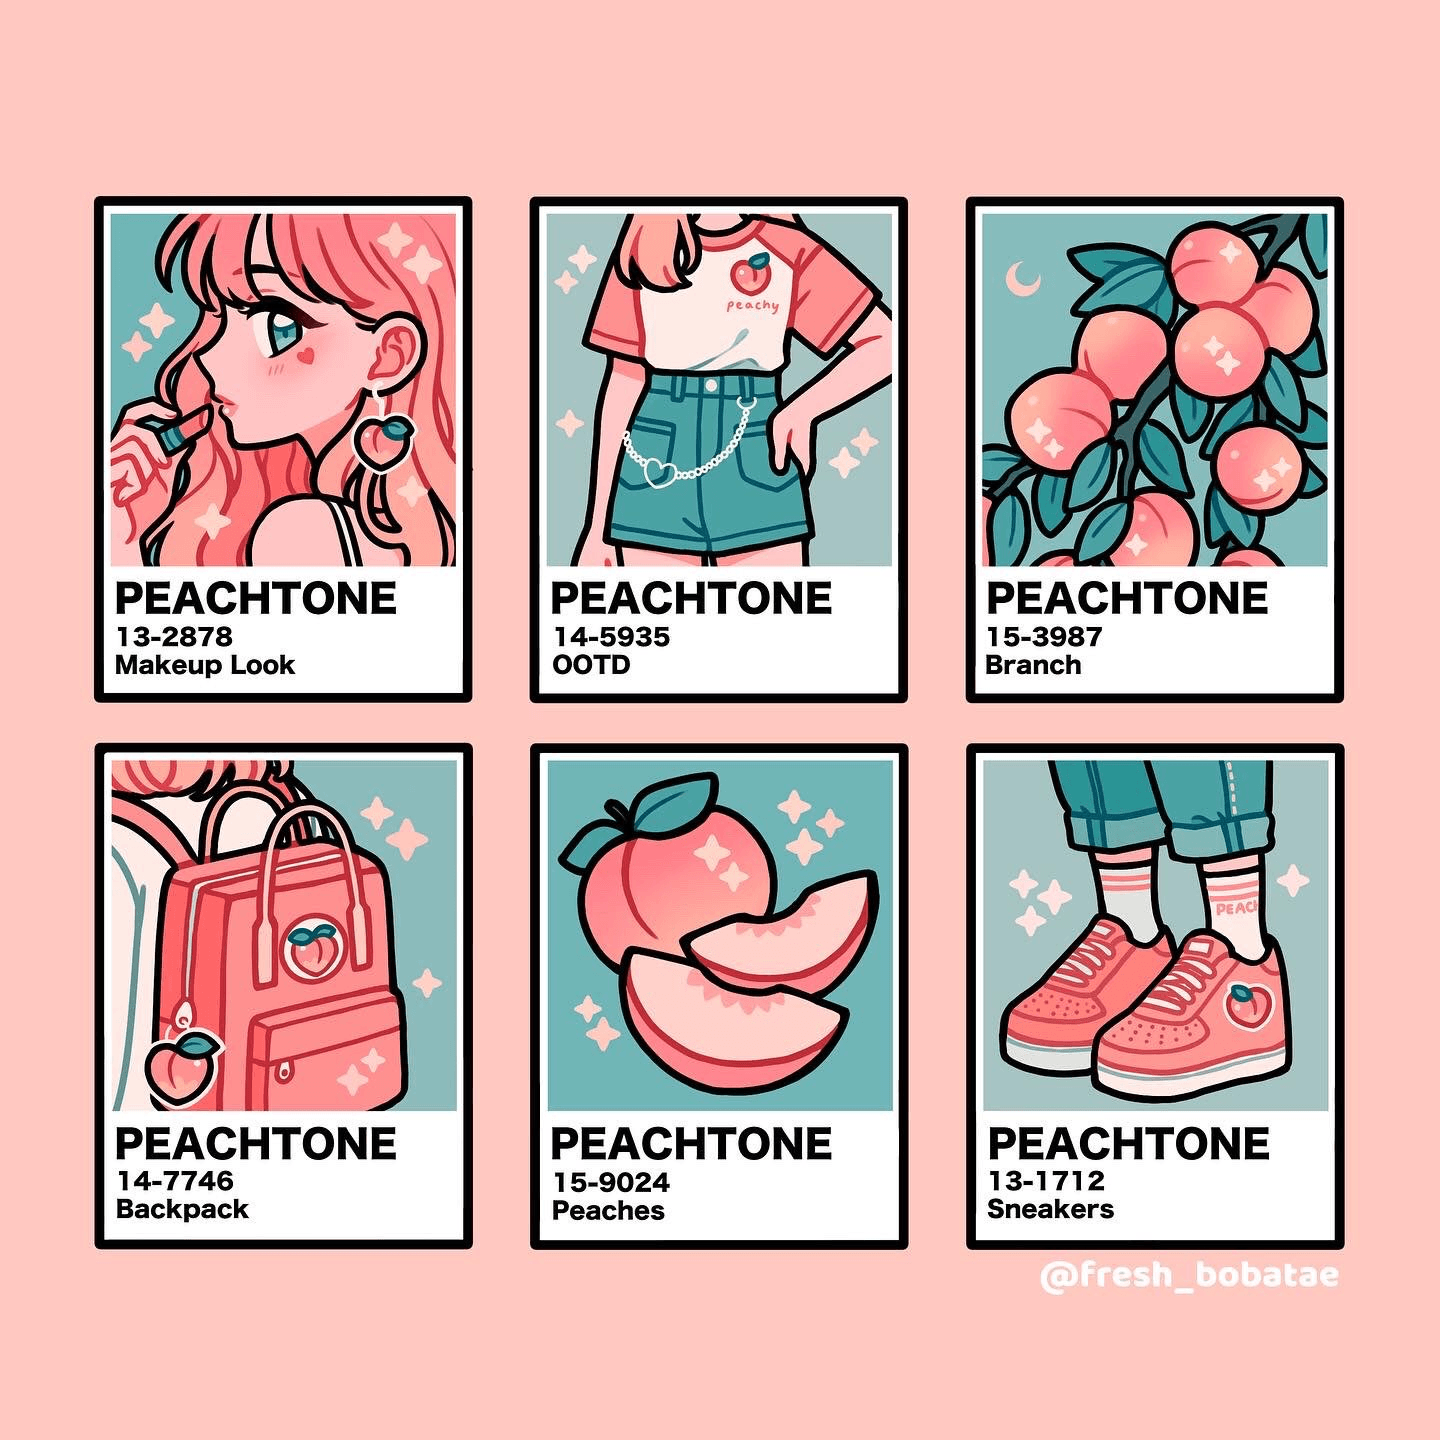 peachy
PEACHTONE
13-2878
Makeup Look
PEACHTONE
14-5935
OOTD
PEACHTONE
15-3987
Branch
PEACH
PEACHTONE
14-7746
Backpack
PEACHTONE
15-9024
Peaches
PEACHTONE
13-1712
Sneakers
@fresh_bobatae